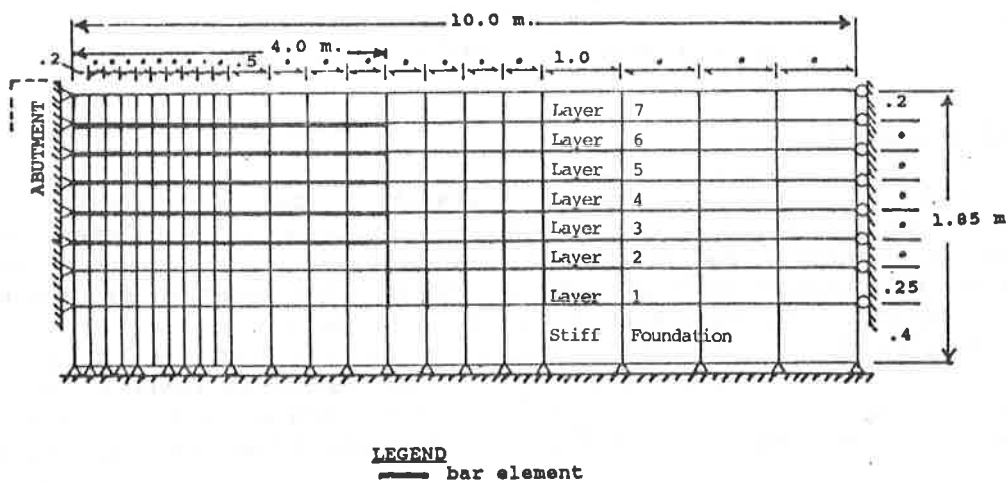 10.0 m.
4.0 m.
.2 .5 1.0
ABUTMENT
Layer 7
Layer 6
Layer 5
Layer 4
Layer 3
Layer 2
Layer 1
Stiff Foundation
.2
.25
.4
1.85 m
LEGEND
bar element